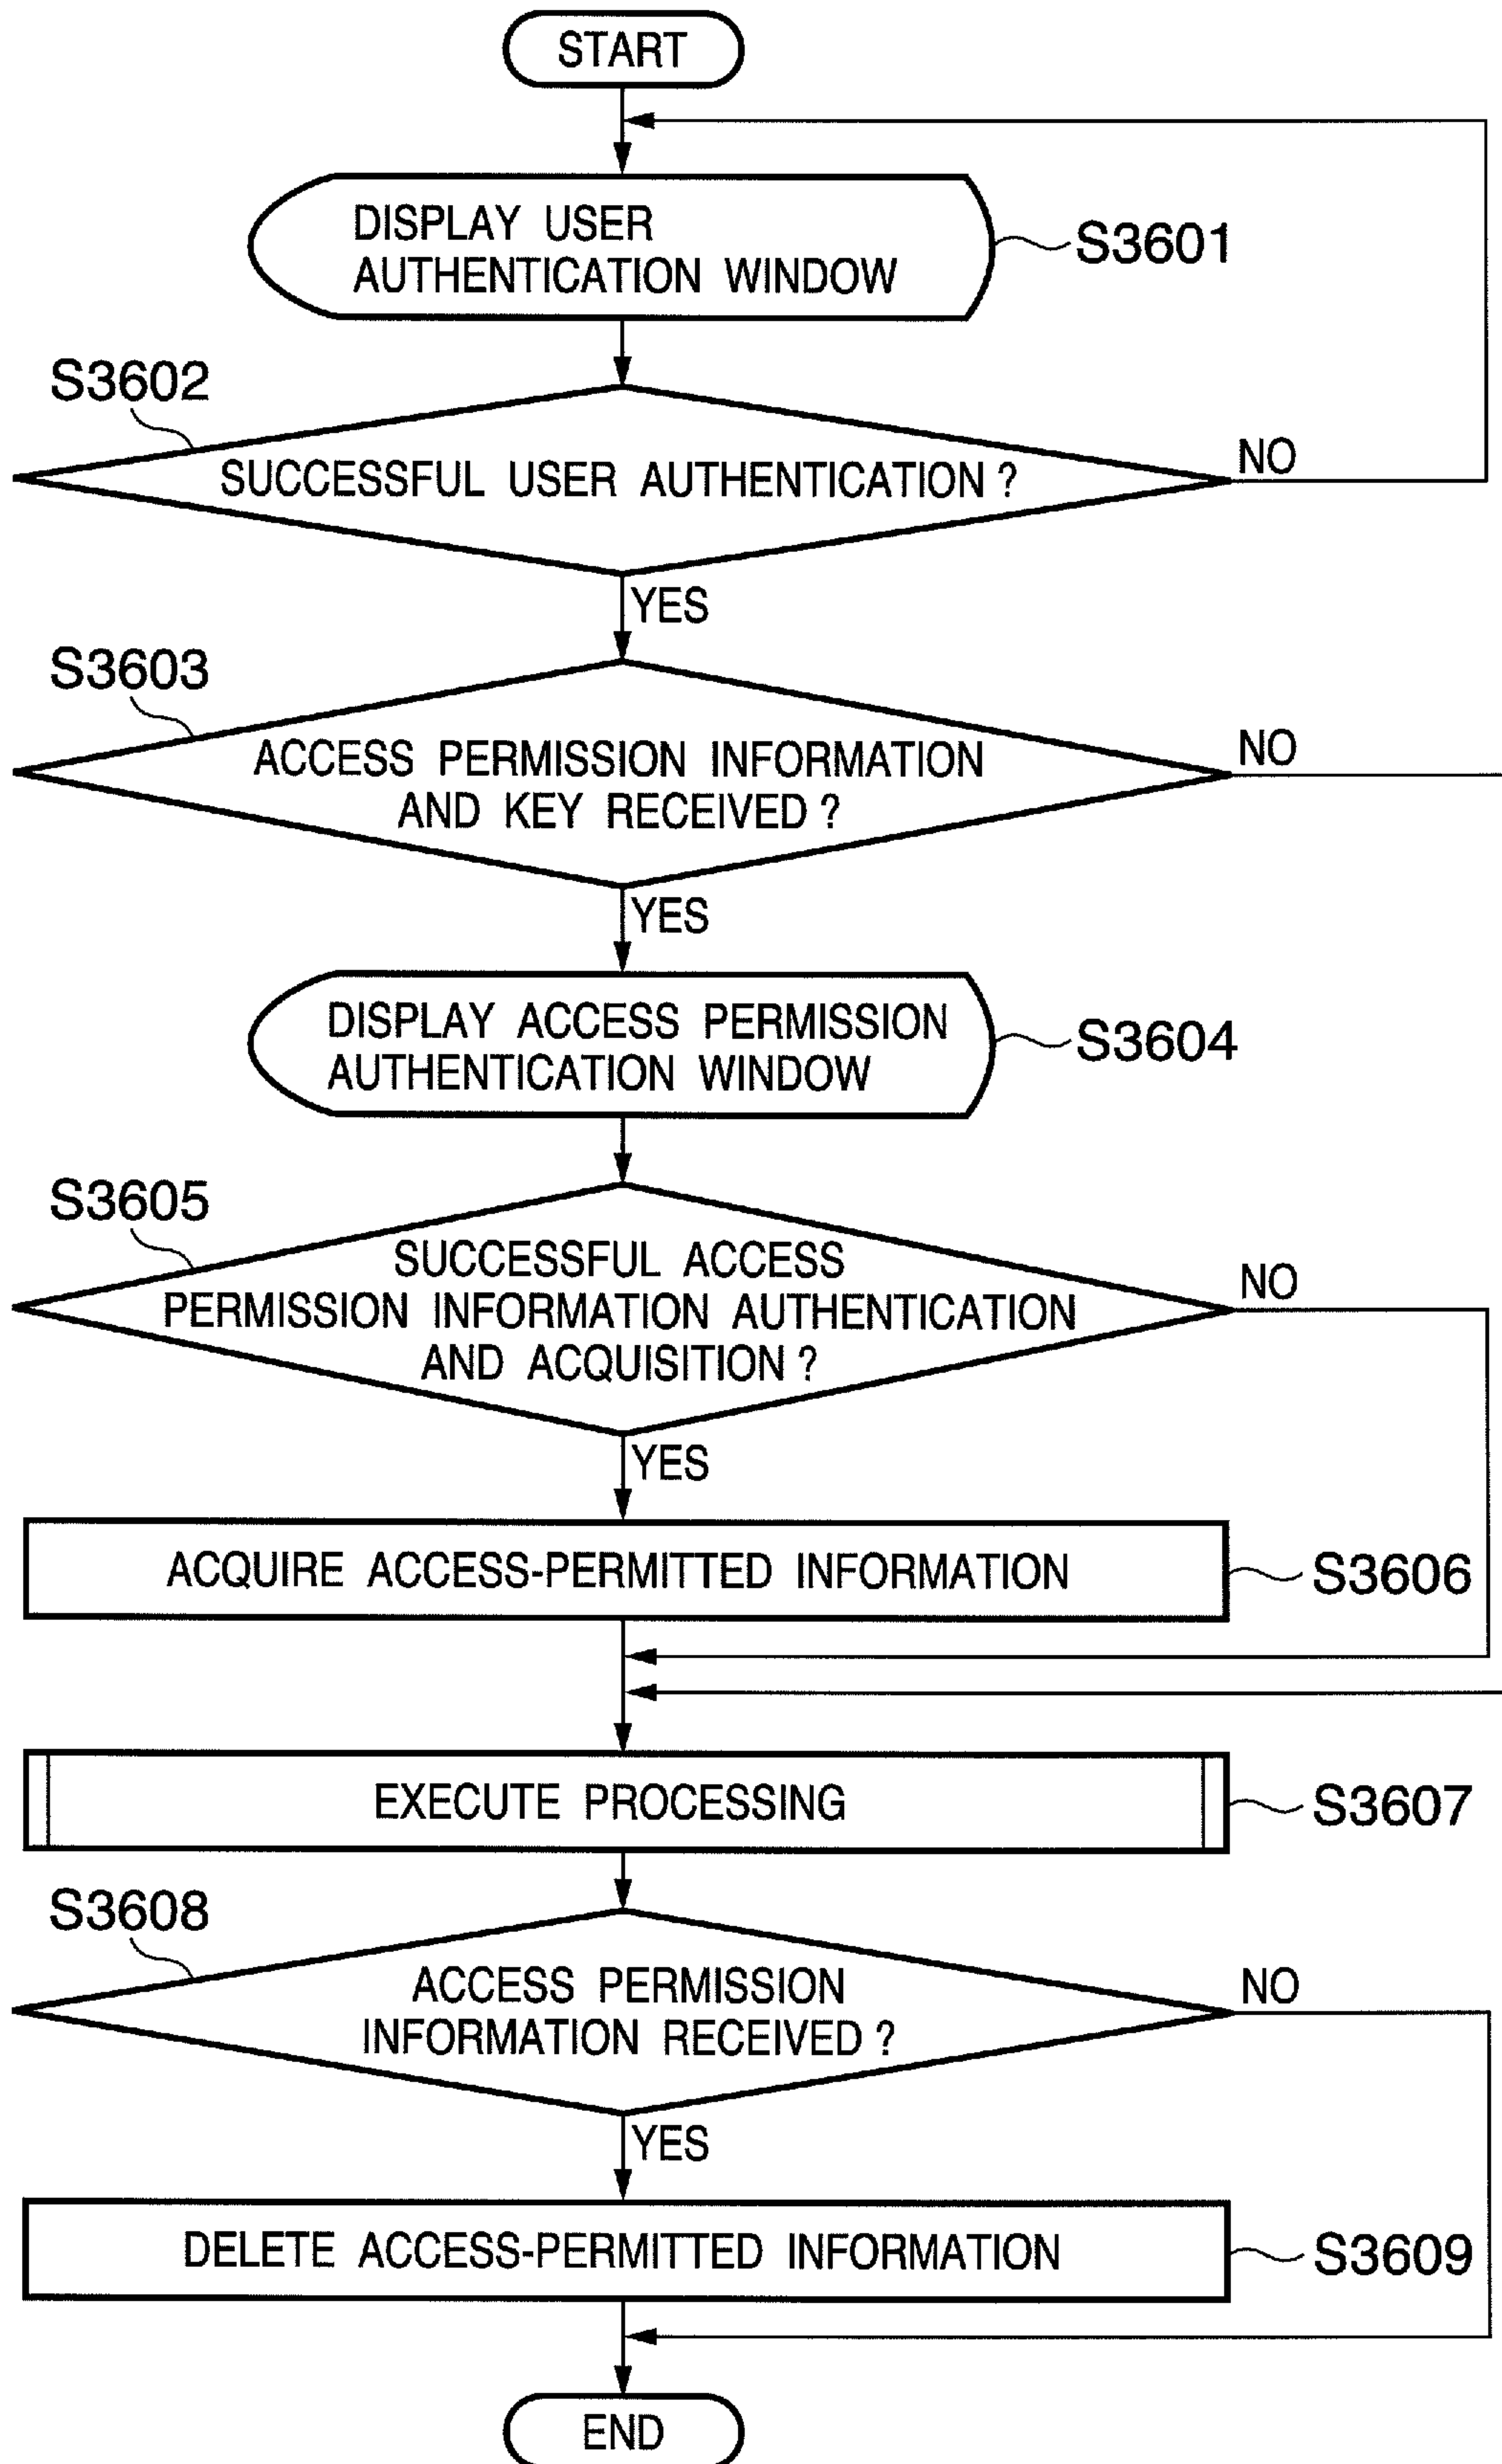 START
DISPLAY USER
AUTHENTICATION WINDOW
S3601
S3602
SUCCESSFUL USER AUTHENTICATION ?
NO
YES
S3603
ACCESS PERMISSION INFORMATION
AND KEY RECEIVED ?
NO
YES
DISPLAY ACCESS PERMISSION
AUTHENTICATION WINDOW
S3604
S3605
SUCCESSFUL ACCESS
PERMISSION INFORMATION AUTHENTICATION
AND ACQUISITION ?
NO
YES
ACQUIRE ACCESS-PERMITTED INFORMATION
S3606
EXECUTE PROCESSING
S3607
S3608
ACCESS PERMISSION
INFORMATION RECEIVED ?
NO
YES
DELETE ACCESS-PERMITTED INFORMATION
S3609
END